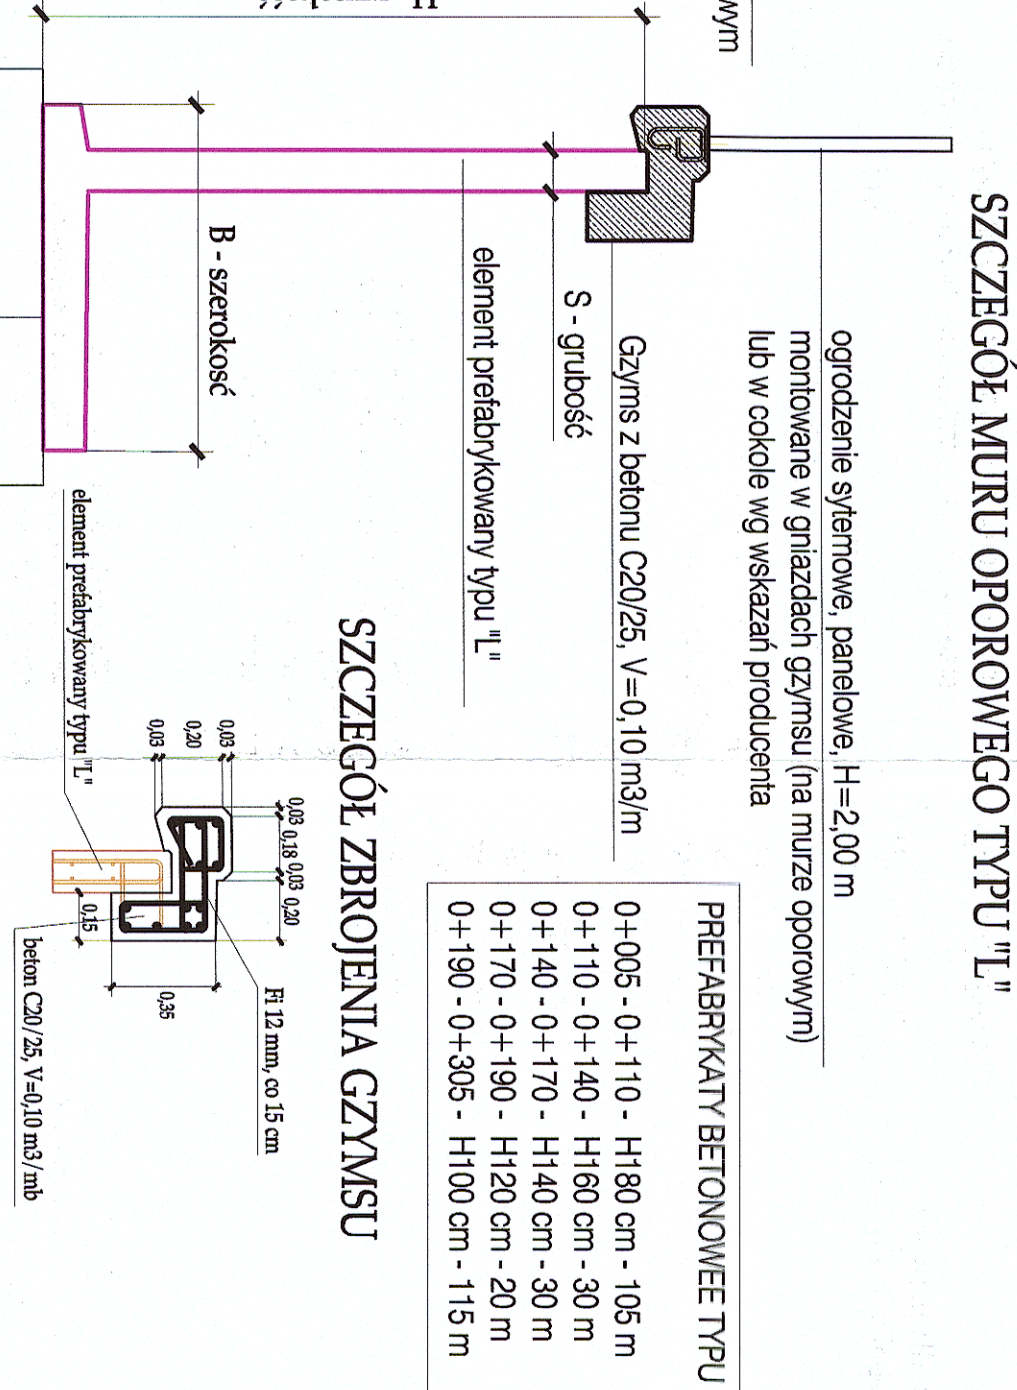 SZCZEGÓŁ MURU OPOROWEGO TYPU "L"
ogrodzenie sytemowe, panelowe, H=2,00 m
montowane w gniazdach gzymsu (na murze oporowym)
lub w cokole wg wskazań producenta
Gzyms z betonu C20/25, V=0,10 m3/m
S - grubość
element prefabrykowany typu "L"
B - szerokosć
PREFABRYKATY BETONOWEE TYPU
0+005 - 0+110 - H180 cm - 105 m
0+110 - 0+140 - H160 cm - 30 m
0+140 - 0+170 - H140 cm - 30 m
0+170 - 0+190 - H120 cm - 20 m
0+190 - 0+305 - H100 cm - 115 m
SZCZEGÓŁ ZBROJENIA GZYMSU
0,03 0,18 0,03 0,20
0,03
0,20
0,03
Fi 12 mm, co 15 cm
0,35
0,15
element prefabrykowany typu "L"
beton C20/25, V=0,10 m3/mb